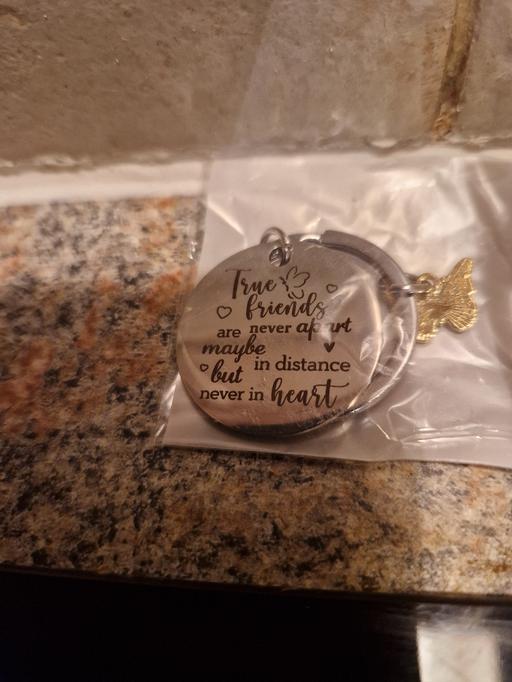 True
friends
are never apart
maybe
in distance
but
never in heart